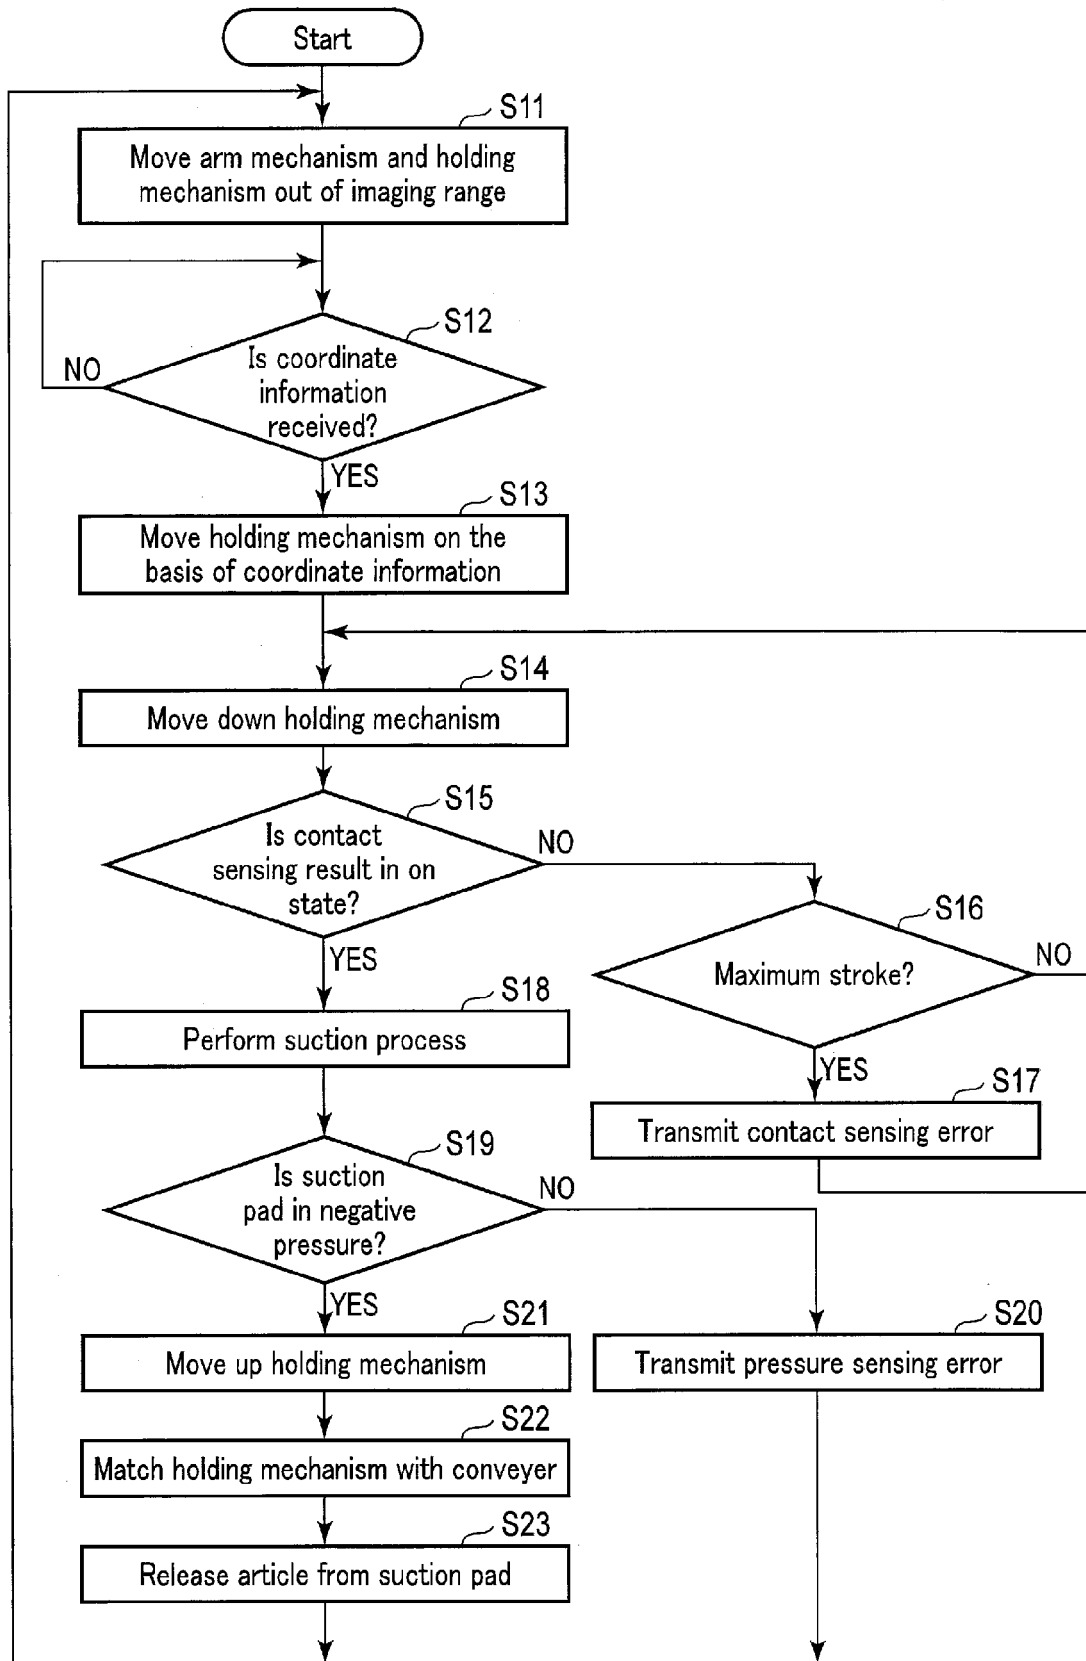 Start
S11
Move arm mechanism and holding
mechanism out of imaging range
S12
Is coordinate
information
received?
NO
YES
S13
Move holding mechanism on the
basis of coordinate information
S14
Move down holding mechanism
S15
Is contact
sensing result in on
state?
NO
YES
S16
Maximum stroke?
NO
YES
S17
Transmit contact sensing error
S18
Perform suction process
S19
Is suction
pad in negative
pressure?
NO
YES
S20
Transmit pressure sensing error
S21
Move up holding mechanism
S22
Match holding mechanism with conveyer
S23
Release article from suction pad